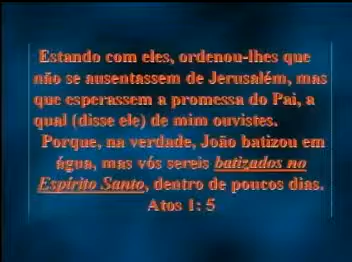 Estando com eles, ordenou-lhes que
não se ausentassem de Jerusalém, mas
que esperassem a promessa do Pai, a
qual (disse ele) de mim ouvistes.
Porque, na verdade, João batizou em
água, mas vós sereis batizados no
Espírito Santo, dentro de poucos dias.
Atos 1: 5